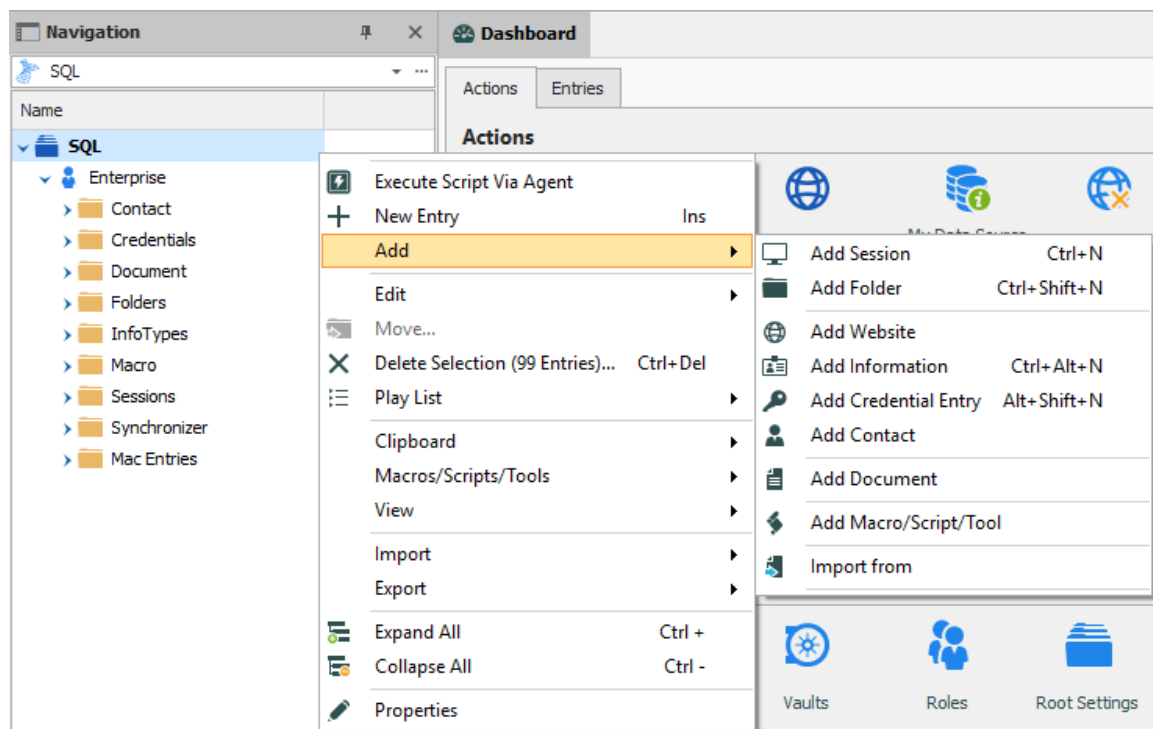 Navigation
Dashboard
SQL
Actions
Entries
Name
Actions
SQL
Enterprise
Contact
Credentials
Document
Folders
InfoTypes
Macro
Sessions
Synchronizer
Mac Entries
Execute Script Via Agent
New Entry Ins
Add
Edit
Move...
Delete Selection (99 Entries)... Ctrl+Del
Play List
Clipboard
Macros/Scripts/Tools
View
Import
Export
Expand All Ctrl +
Collapse All Ctrl -
Properties
My Data Source
Add Session Ctrl+N
Add Folder Ctrl+Shift+N
Add Website
Add Information Ctrl+Alt+N
Add Credential Entry Alt+Shift+N
Add Contact
Add Document
Add Macro/Script/Tool
Import from
Vaults
Roles
Root Settings